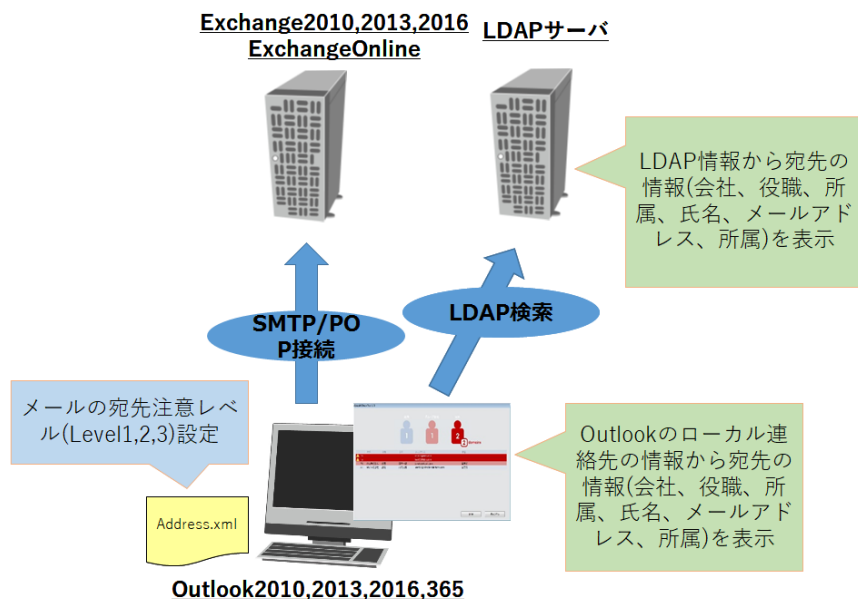 Exchange2010,2013,2016
ExchangeOnline
LDAPサーバ
LDAP情報から宛先の
情報(会社、役職、所
属、氏名、メールアド
レス、所属)を表示
SMTP/PO
P接続
LDAP検索
メールの宛先注意レベ
ル(Level1,2,3)設定
Address.xml
1
1
2
2
Outlookのローカル連
絡先の情報から宛先の
情報(会社、役職、所
属、氏名、メールアド
レス、所属)を表示
Outlook2010,2013,2016,365